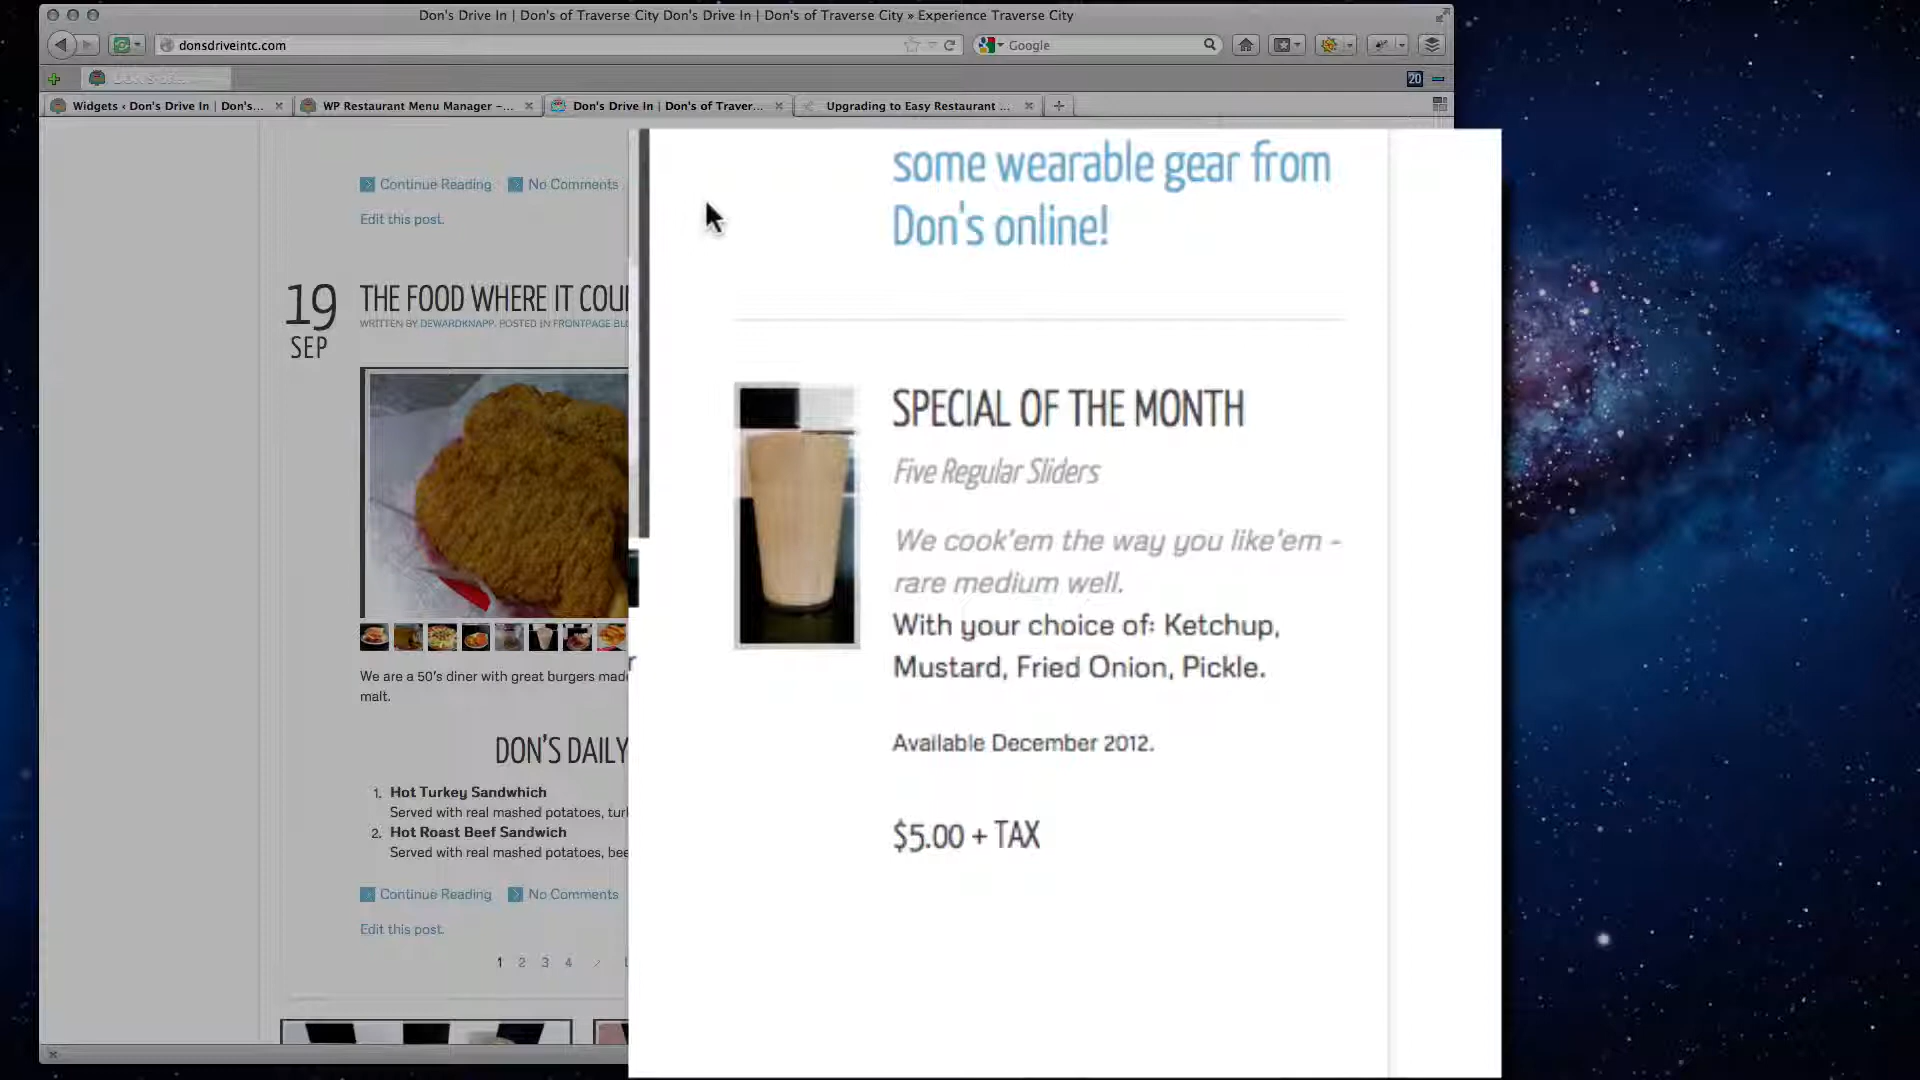 Don's Drive In | Don's of Traverse City Don's Drive In | Don's of Traverse City » Experience Traverse City
donsdriveintc.com
Google
20
Widgets ‹ Don's Drive In | Don's...
WP Restaurant Menu Manager –...
Don's Drive In | Don's of Traver...
Upgrading to Easy Restaurant ...
Continue Reading
No Comments
Edit this post.
19
SEP
THE FOOD WHERE IT COU
WRITTEN BY DEWARDKNAPP. POSTED IN FRONTPAGE BL
We are a 50's diner with great burgers made
malt.
DON'S DAILY
1. Hot Turkey Sandwhich
Served with real mashed potatoes, tur
2. Hot Roast Beef Sandwich
Served with real mashed potatoes, bee
Continue Reading
No Comments
Edit this post.
1 2 3 4
some wearable gear from
Don's online!
SPECIAL OF THE MONTH
Five Regular Sliders
We cook'em the way you like'em -
rare medium well.
With your choice of: Ketchup,
Mustard, Fried Onion, Pickle.
Available December 2012.
$5.00 + TAX